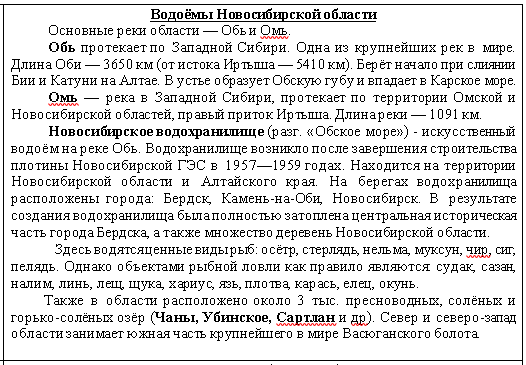 Водоёмы Новосибирской области
Основные реки области — Обь и Омь.
Обь протекает по Западной Сибири. Одна из крупнейших рек в мире.
Длина Оби — 3650 км (от истока Иртыша — 5410 км). Берёт начало при слиянии
Бии и Катуни на Алтае. В устье образует Обскую губу и впадает в Карское море.
Омь — река в Западной Сибири, протекает по территории Омской и
Новосибирской областей, правый приток Иртыша. Длина реки — 1091 км.
Новосибирское водохранилище (разг. «Обское море») - искусственный
водоём на реке Обь. Водохранилище возникло после завершения строительства
плотины Новосибирской ГЭС в 1957—1959 годах. Находится на территории
Новосибирской области и Алтайского края. На берегах водохранилища
расположены города: Бердск, Камень-на-Оби, Новосибирск. В результате
создания водохранилища была полностью затоплена центральная историческая
часть города Бердска, а также множество деревень Новосибирской области.
Здесь водятсяценные виды рыб: осётр, стерлядь, нельма, муксун, чир, сиг,
пелядь. Однако объектами рыбной ловли как правило являются: судак, сазан,
налим, линь, лещ, щука, хариус, язь, плотва, карась, елец, окунь.
Также в области расположено около 3 тыс. пресноводных, солёных и
горько-солёных озёр (Чаны, Убинское, Сартлан и др). Север и северо-запад
области занимает южная часть крупнейшего в мире Васюганского болота.